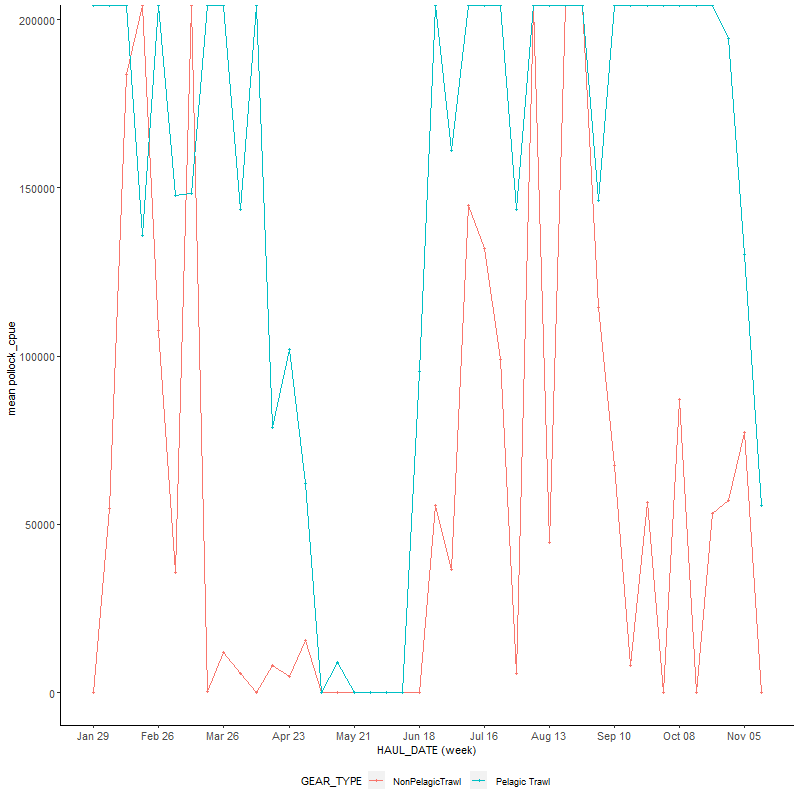 200000
150000
100000
50000
0
mean pollock_cpue
Jan 29 Feb 26 Mar 26 Apr 23 May 21 Jun 18 Jul 16 Aug 13 Sep 10 Oct 08 Nov 05
HAUL_DATE (week)
GEAR_TYPE NonPelagicTrawl Pelagic Trawl